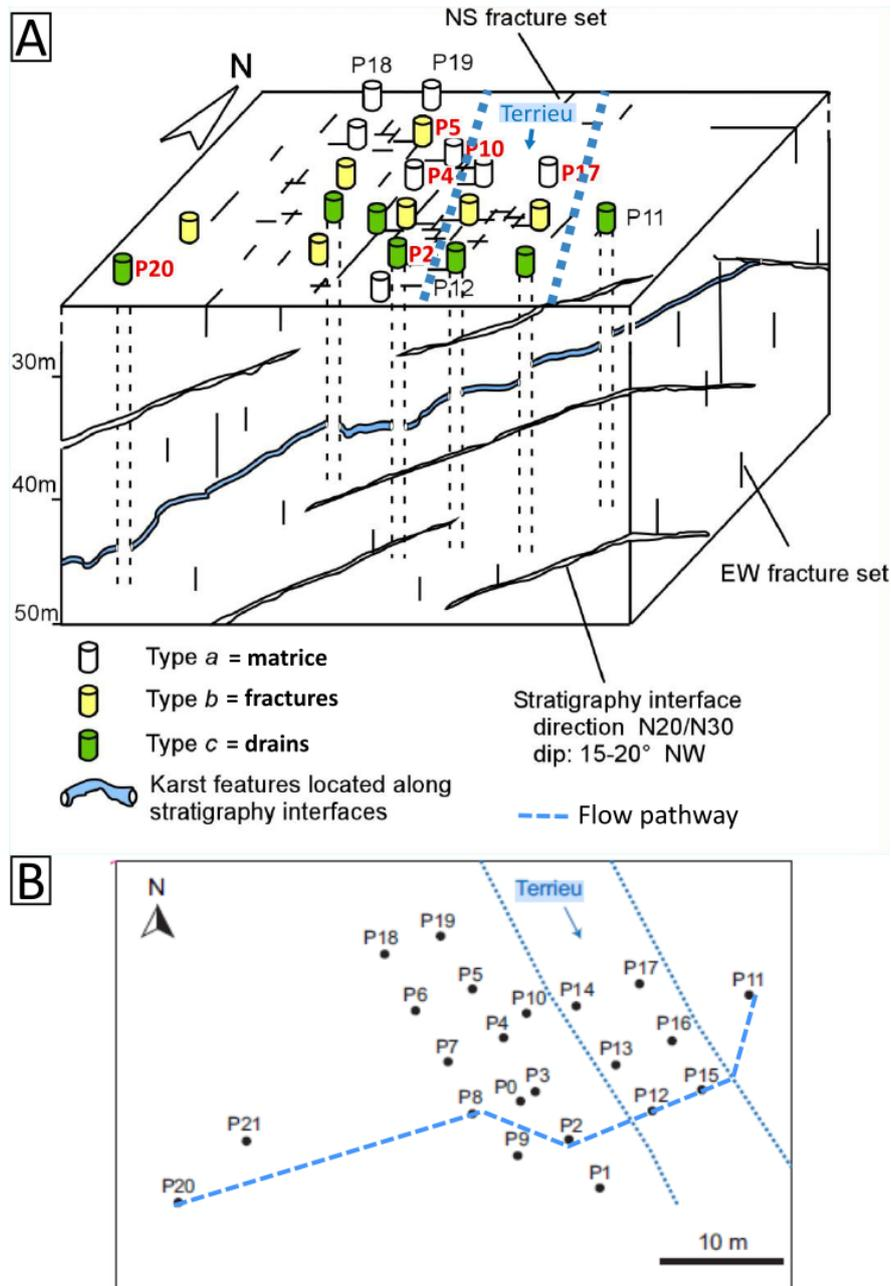 A
NS fracture set
N
P18
P19
Terrieu
P5
P10
P4
P17
P11
P2
P20
P12
30m
40m
50m
EW fracture set
Type a = matrice
Type b = fractures
Type c = drains
Karst features located along
stratigraphy interfaces
Stratigraphy interface
direction N20/N30
dip: 15-20° NW
Flow pathway
B
N
Terrieu
P19
P18
P17
P11
P5
P6
P10
P14
P4
P16
P7
P13
P3
P0
P15
P8
P12
P21
P9
P2
P1
P20
10 m